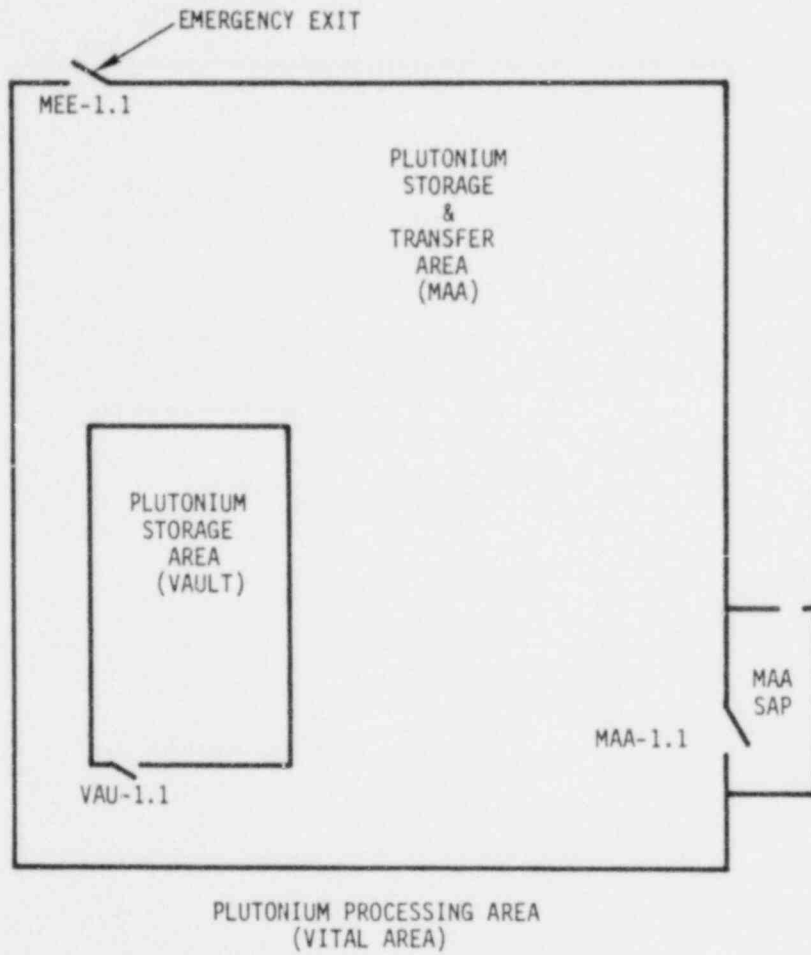 EMERGENCY EXIT
MEE-1.1
PLUTONIUM
STORAGE
&
TRANSFER
AREA
(MAA)
PLUTONIUM
STORAGE
AREA
(VAULT)
VAU-1.1
MAA
SAP
MAA-1.1
PLUTONIUM PROCESSING AREA
(VITAL AREA)